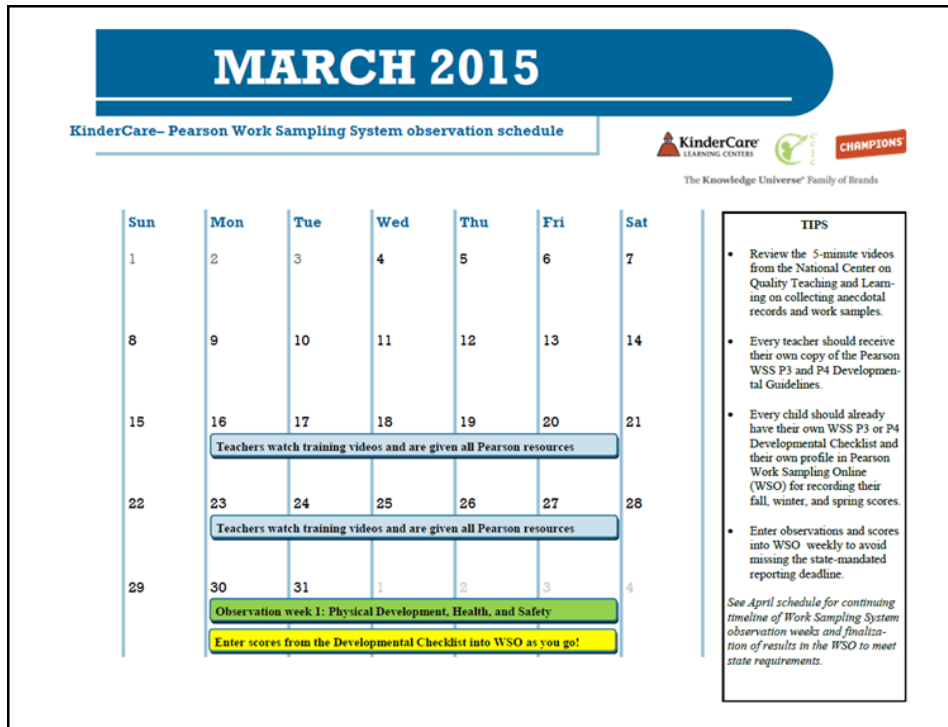 MARCH 2015
KinderCare– Pearson Work Sampling System observation schedule
KinderCare
LEARNING CENTERS
CCLC
CHAMPIONS
The Knowledge Universe® Family of Brands
Sun Mon Tue Wed Thu Fri Sat
1 2 3 4 5 6 7
8 9 10 11 12 13 14
15 16 17 18 19 20 21
Teachers watch training videos and are given all Pearson resources
22 23 24 25 26 27 28
Teachers watch training videos and are given all Pearson resources
29 30 31 1 2 3 4
Observation week 1: Physical Development, Health, and Safety
Enter scores from the Developmental Checklist into WSO as you go!
TIPS
• Review the 5-minute videos
from the National Center on
Quality Teaching and Learn-
ing on collecting anecdotal
records and work samples.
• Every teacher should receive
their own copy of the Pearson
WSS P3 and P4 Developmen-
tal Guidelines.
• Every child should already
have their own WSS P3 or P4
Developmental Checklist and
their own profile in Pearson
Work Sampling Online
(WSO) for recording their
fall, winter, and spring scores.
• Enter observations and scores
into WSO weekly to avoid
missing the state-mandated
reporting deadline.
See April schedule for continuing
timeline of Work Sampling System
observation weeks and finaliza-
tion of results in the WSO to meet
state requirements.